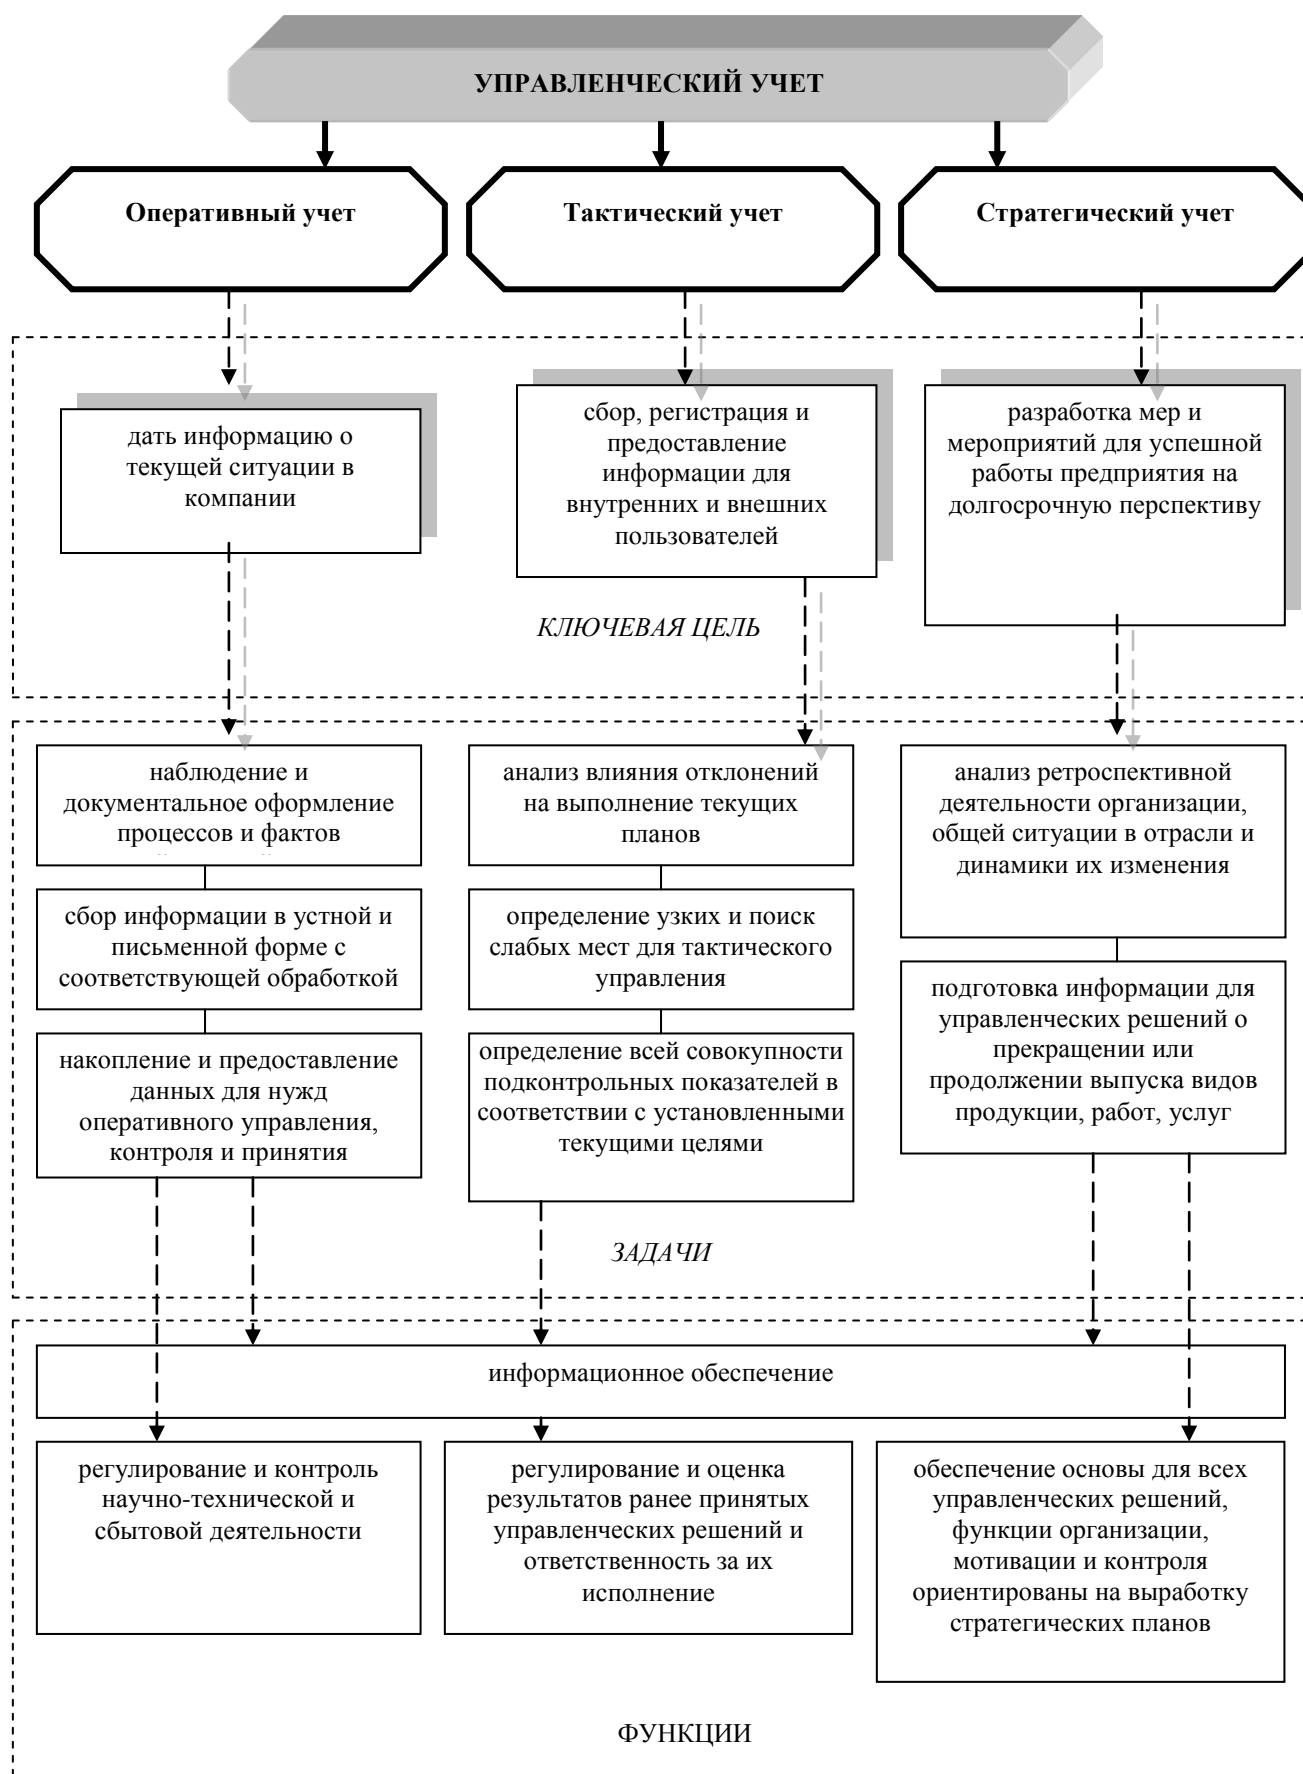 УПРАВЛЕНЧЕСКИЙ УЧЕТ
Оперативный учет
Тактический учет
Стратегический учет
дать информацию о
текущей ситуации в
компании
сбор, регистрация и
предоставление
информации для
внутренних и внешних
пользователей
разработка мер и
мероприятий для успешной
работы предприятия на
долгосрочную перспективу
КЛЮЧЕВАЯ ЦЕЛЬ
наблюдение и
документальное оформление
процессов и фактов
сбор информации в устной и
письменной форме с
соответствующей обработкой
накопление и предоставление
данных для нужд
оперативного управления,
контроля и принятия
анализ влияния отклонений
на выполнение текущих
планов
определение узких и поиск
слабых мест для тактического
управления
определение всей совокупности
подконтрольных показателей в
соответствии с установленными
текущими целями
анализ ретроспективной
деятельности организации,
общей ситуации в отрасли и
динамики их изменения
подготовка информации для
управленческих решений о
прекращении или
продолжении выпуска видов
продукции, работ, услуг
ЗАДАЧИ
информационное обеспечение
регулирование и контроль
научно-технической и
сбытовой деятельности
регулирование и оценка
результатов ранее принятых
управленческих решений и
ответственность за их
исполнение
обеспечение основы для всех
управленческих решений,
функции организации,
мотивации и контроля
ориентированы на выработку
стратегических планов
ФУНКЦИИ